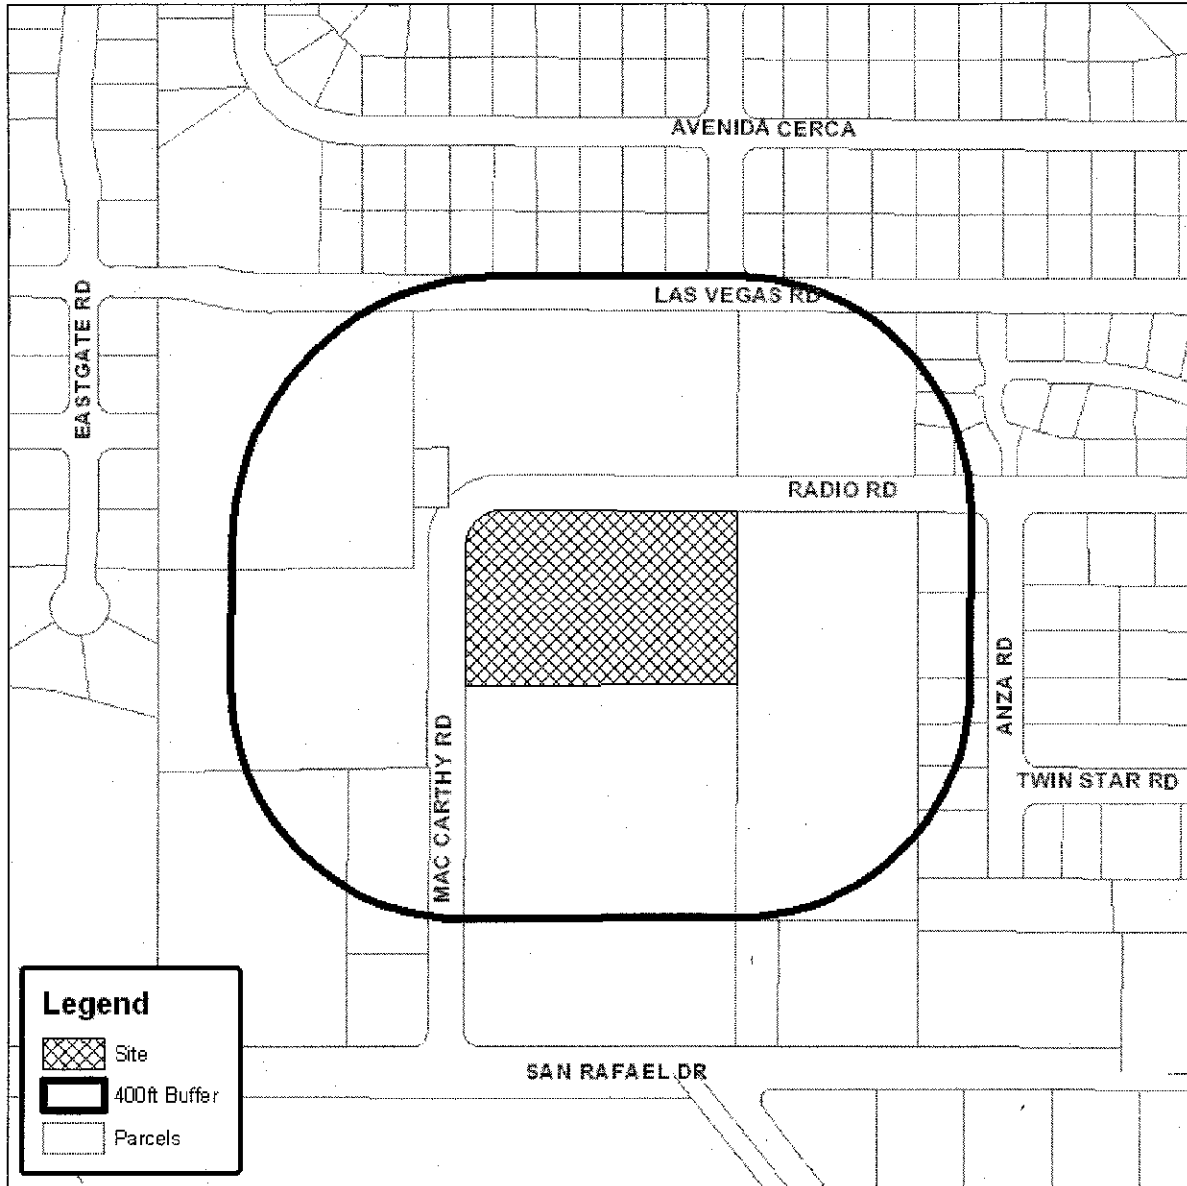 AVENIDA CERCA
LAS VEGAS RD
EASTGATE RD
RADIO RD
ANZA RD
MAC CARTHY RD
TWIN STAR RD
SAN RAFAEL DR
Legend
Site
400ft Buffer
Parcels